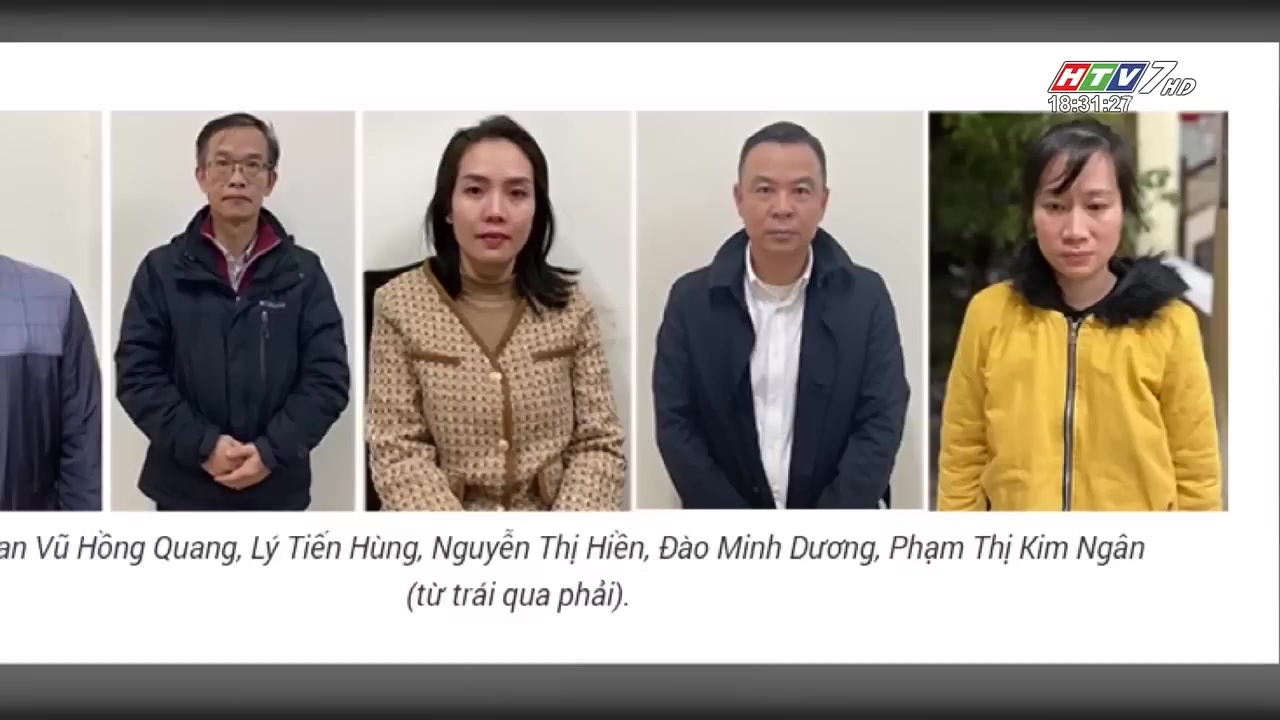 HTV7 HD
18:31:27
an Vũ Hồng Quang, Lý Tiến Hùng, Nguyễn Thị Hiền, Đào Minh Dương, Phạm Thị Kim Ngân
(từ trái qua phải).